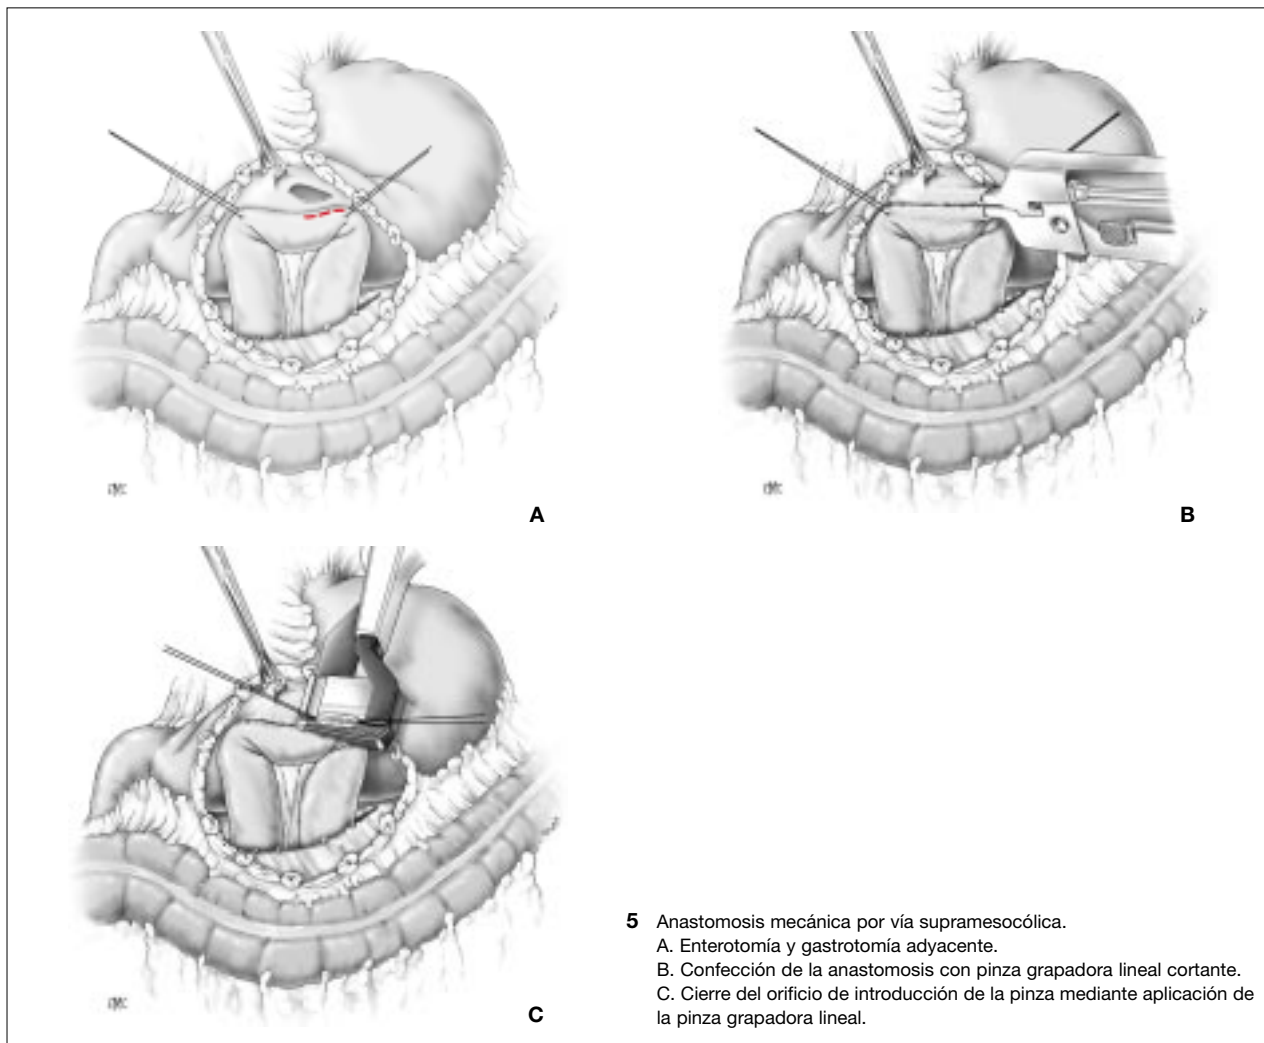 A
B
C
5 Anastomosis mecánica por vía supramesocólica.
A. Enterotomía y gastrotomía adyacente.
B. Confección de la anastomosis con pinza grapadora lineal cortante.
C. Cierre del orificio de introducción de la pinza mediante aplicación de
la pinza grapadora lineal.